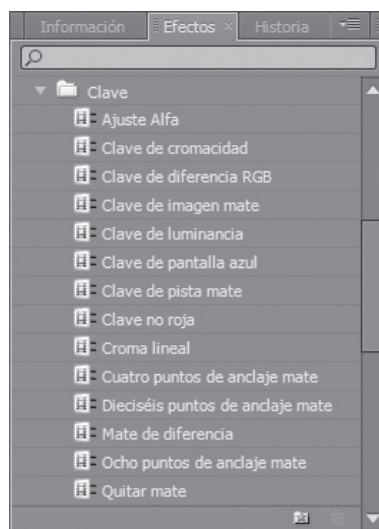 Información Efectos × Historia
Clave
Ajuste Alfa
Clave de cromacidad
Clave de diferencia RGB
Clave de imagen mate
Clave de luminancia
Clave de pantalla azul
Clave de pista mate
Clave no roja
Croma lineal
Cuatro puntos de anclaje mate
Dieciséis puntos de anclaje mate
Mate de diferencia
Ocho puntos de anclaje mate
Quitar mate